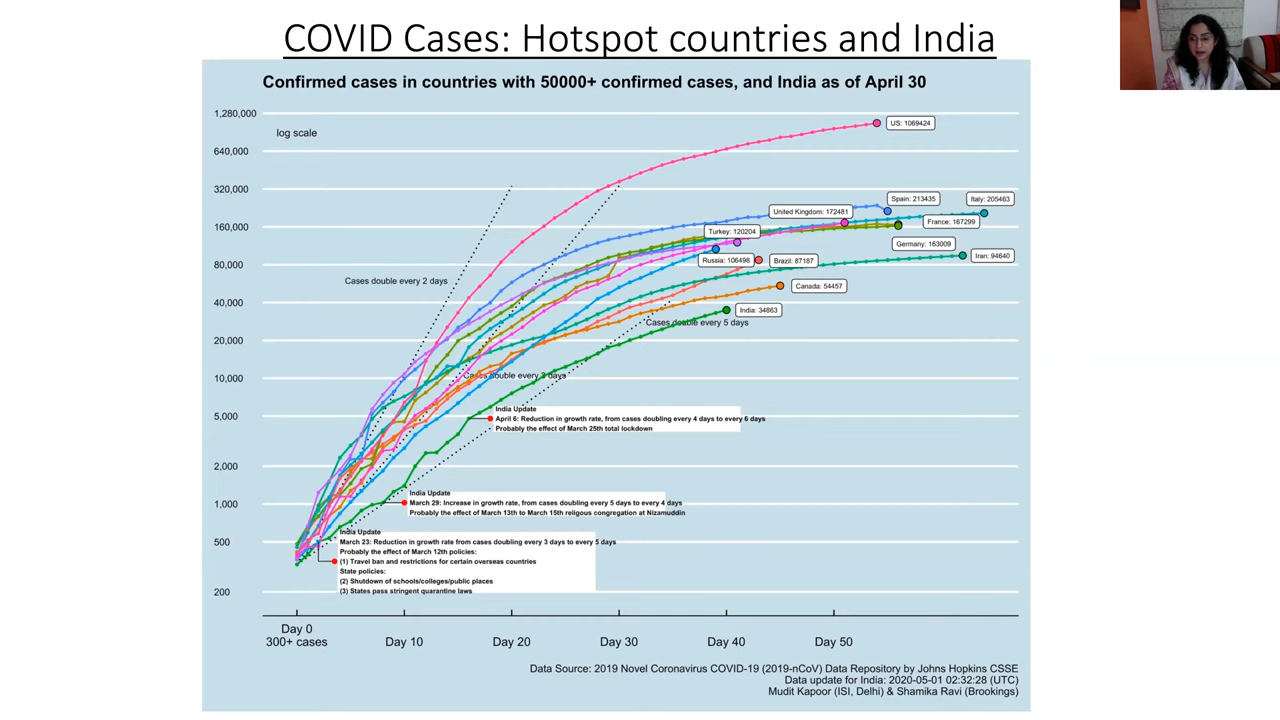 COVID Cases: Hotspot countries and India
Confirmed cases in countries with 50000+ confirmed cases, and India as of April 30
1,280,000
log scale
US: 1069424
640,000
320,000
Spain: 213435
Italy: 205463
United Kingdom: 172481
France: 167299
160,000
Turkey: 120204
Germany: 163009
Russia: 106498
Brazil: 87187
Iran: 94640
80,000
Cases double every 2 days
Canada: 54457
40,000
India: 34863
Cases double every 5 days
20,000
Cases double every 3 days
10,000
India Update
April 6: Reduction in growth rate, from cases doubling every 4 days to every 6 days
Probably the effect of March 25th total lockdown
5,000
2,000
India Update
March 29: Increase in growth rate, from cases doubling every 5 days to every 4 days
Probably the effect of March 13th to March 15th religous congregation at Nizamuddin
1,000
India Update
March 23: Reduction in growth rate from cases doubling every 3 days to every 5 days
Probably the effect of March 12th policies:
(1) Travel ban and restrictions for certain overseas countries
State policies:
(2) Shutdown of schools/colleges/public places
(3) States pass stringent quarantine laws
500
200
Day 0
300+ cases
Day 10
Day 20
Day 30
Day 40
Day 50
Data Source: 2019 Novel Coronavirus COVID-19 (2019-nCoV) Data Repository by Johns Hopkins CSSE
Data update for India: 2020-05-01 02:32:28 (UTC)
Mudit Kapoor (ISI, Delhi) & Shamika Ravi (Brookings)